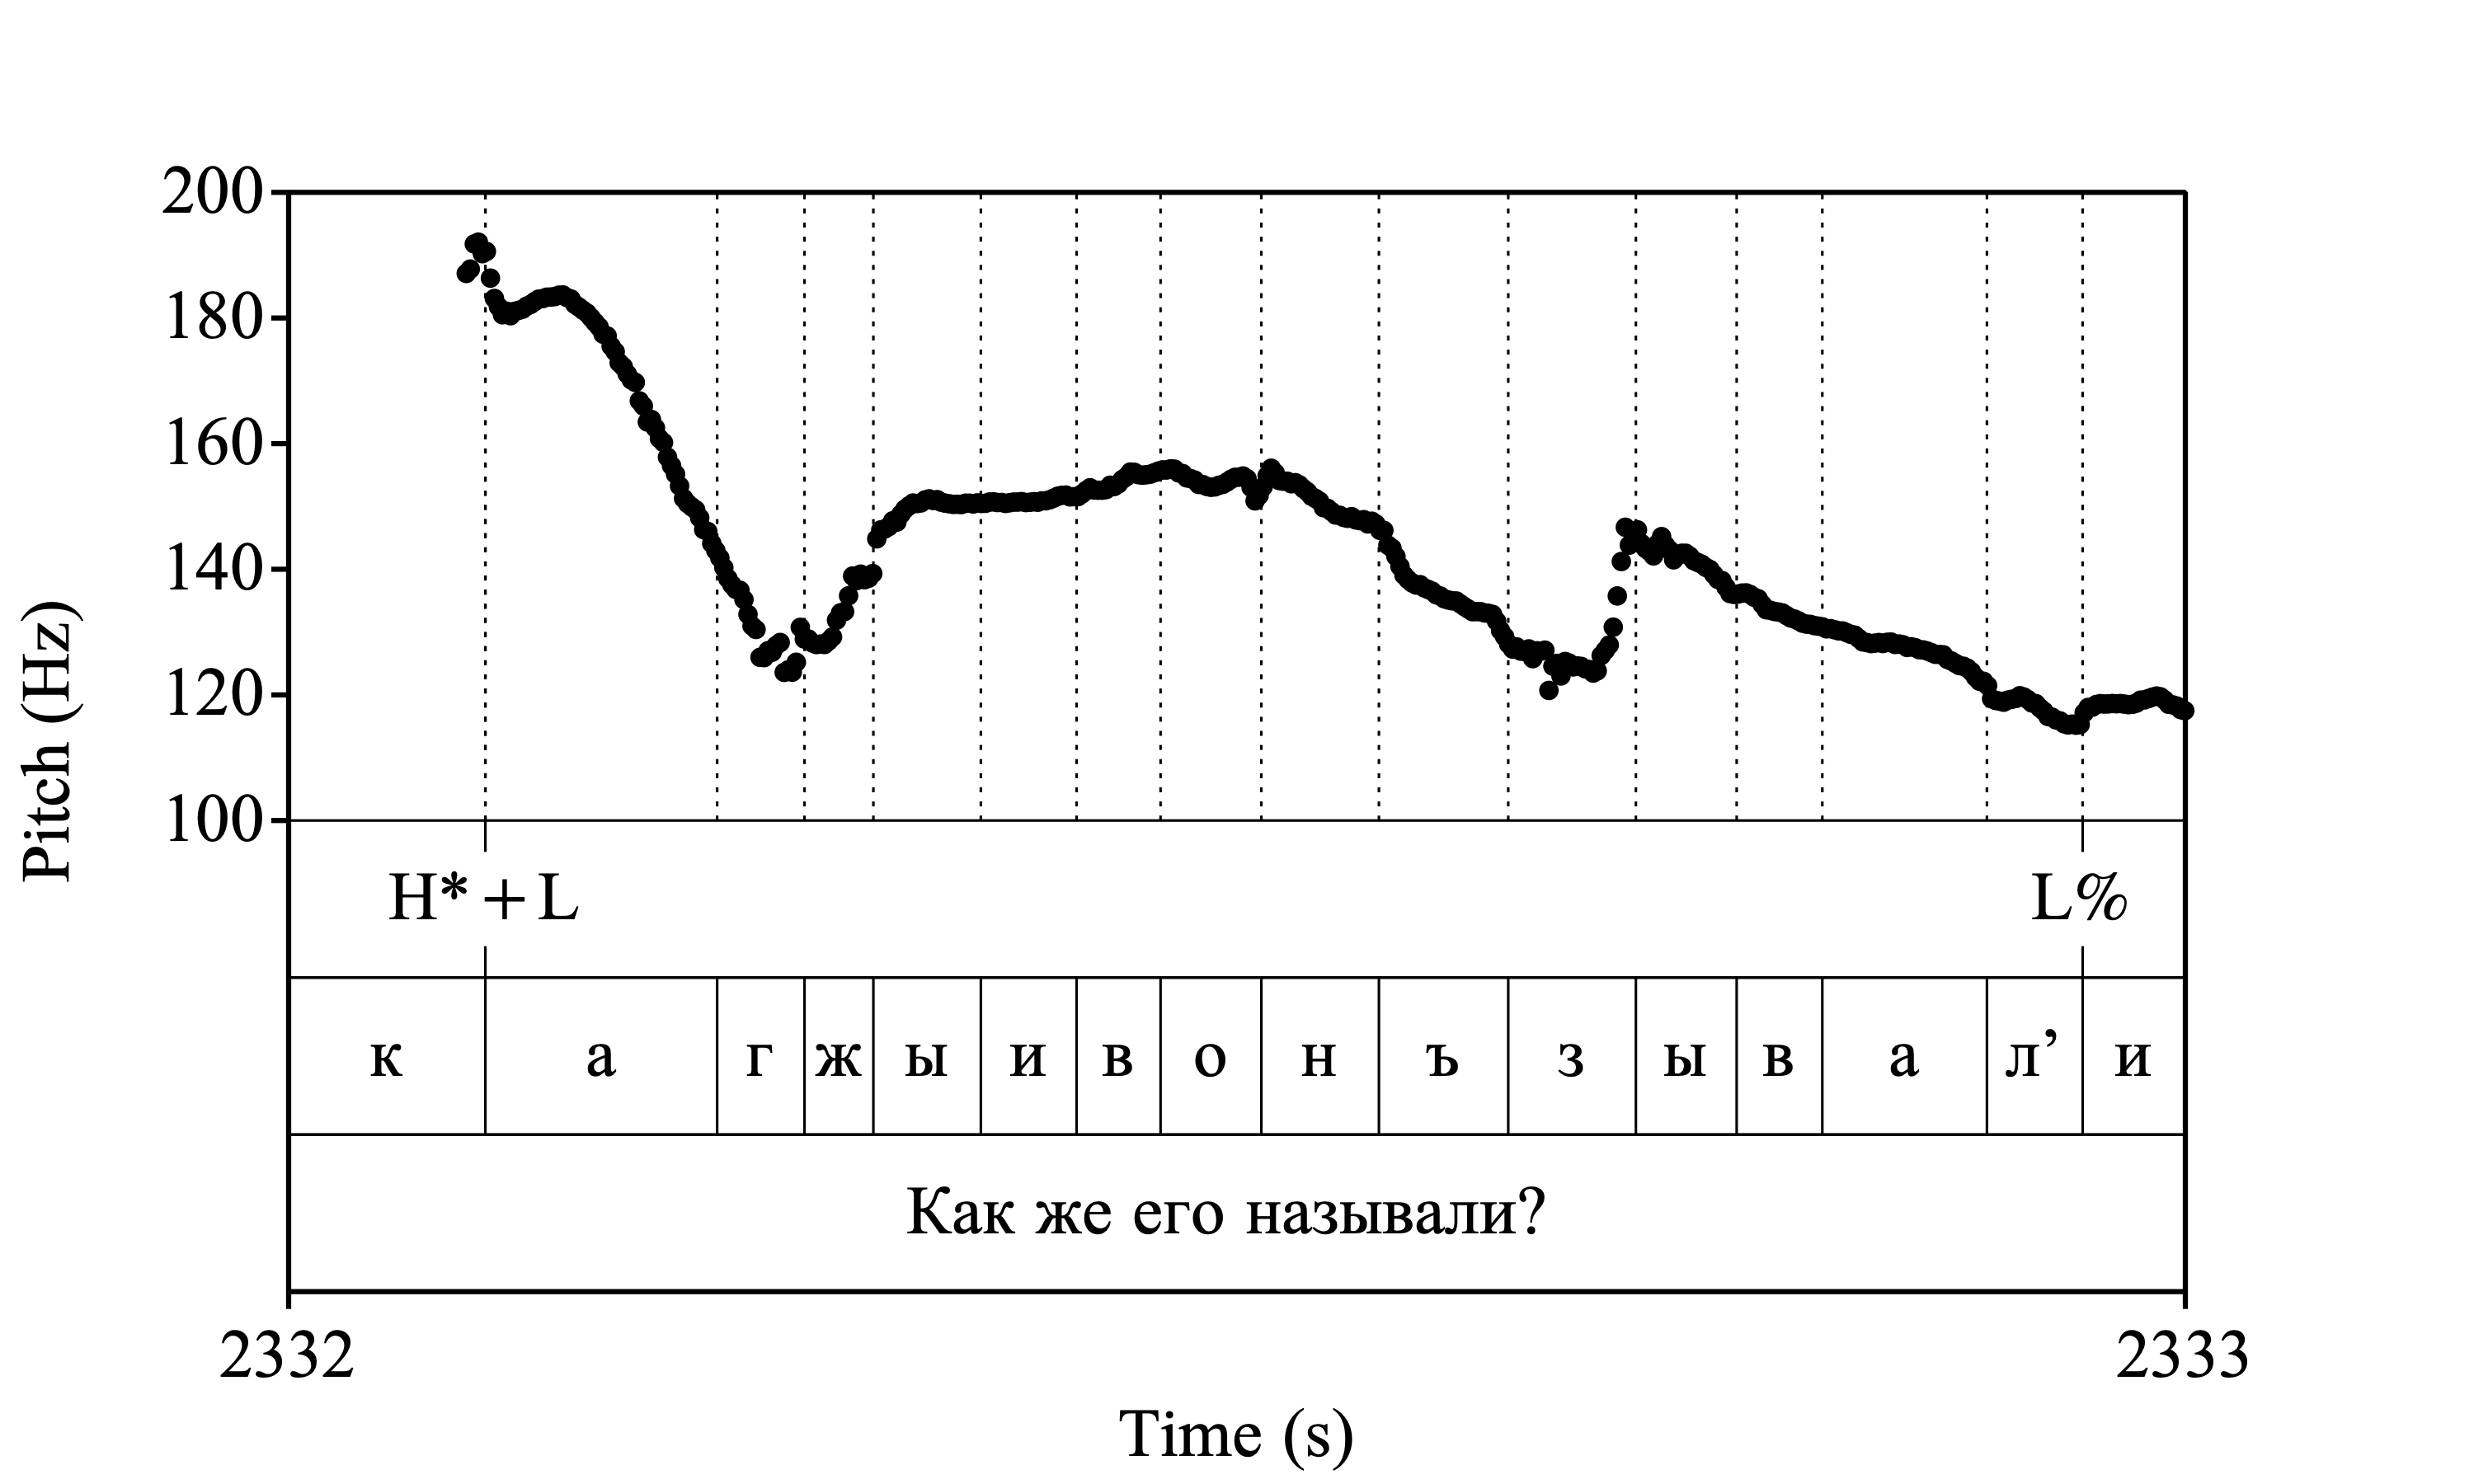 200
180
160
140
120
100
Pitch (Hz)
H*+L L%
к а г ж ы и в о н ъ з ы в а л’ и
Как же его называли?
2332 2333
Time (s)